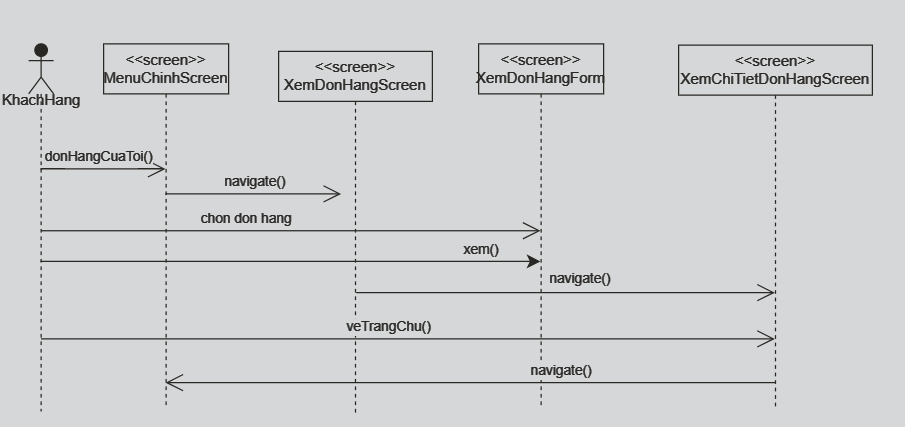 <<screen>>
MenuChinhScreen
<<screen>>
XemDonHangScreen
<<screen>>
XemDonHangForm
<<screen>>
XemChiTietDonHangScreen
KhachHang
donHangCuaToi()
navigate()
chon don hang
xem()
navigate()
veTrangChu()
navigate()